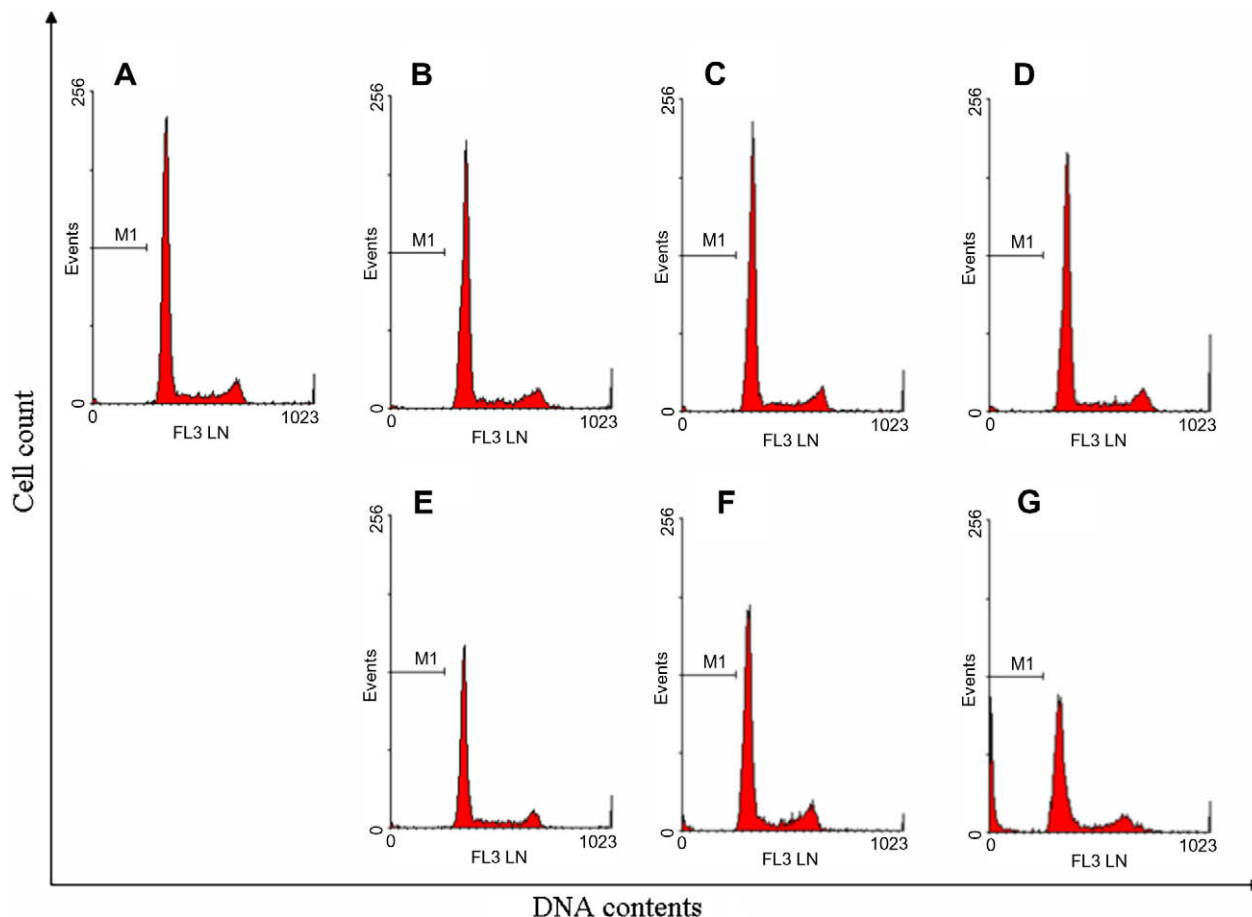 A
256
Events
M1
0
0
1023
FL3 LN
B
256
Events
M1
0
0
1023
FL3 LN
C
256
Events
M1
0
0
1023
FL3 LN
D
256
Events
M1
0
0
1023
FL3 LN
E
256
Events
M1
0
0
1023
FL3 LN
F
256
Events
M1
0
0
1023
FL3 LN
G
256
Events
M1
0
0
1023
FL3 LN
Cell count
DNA contents